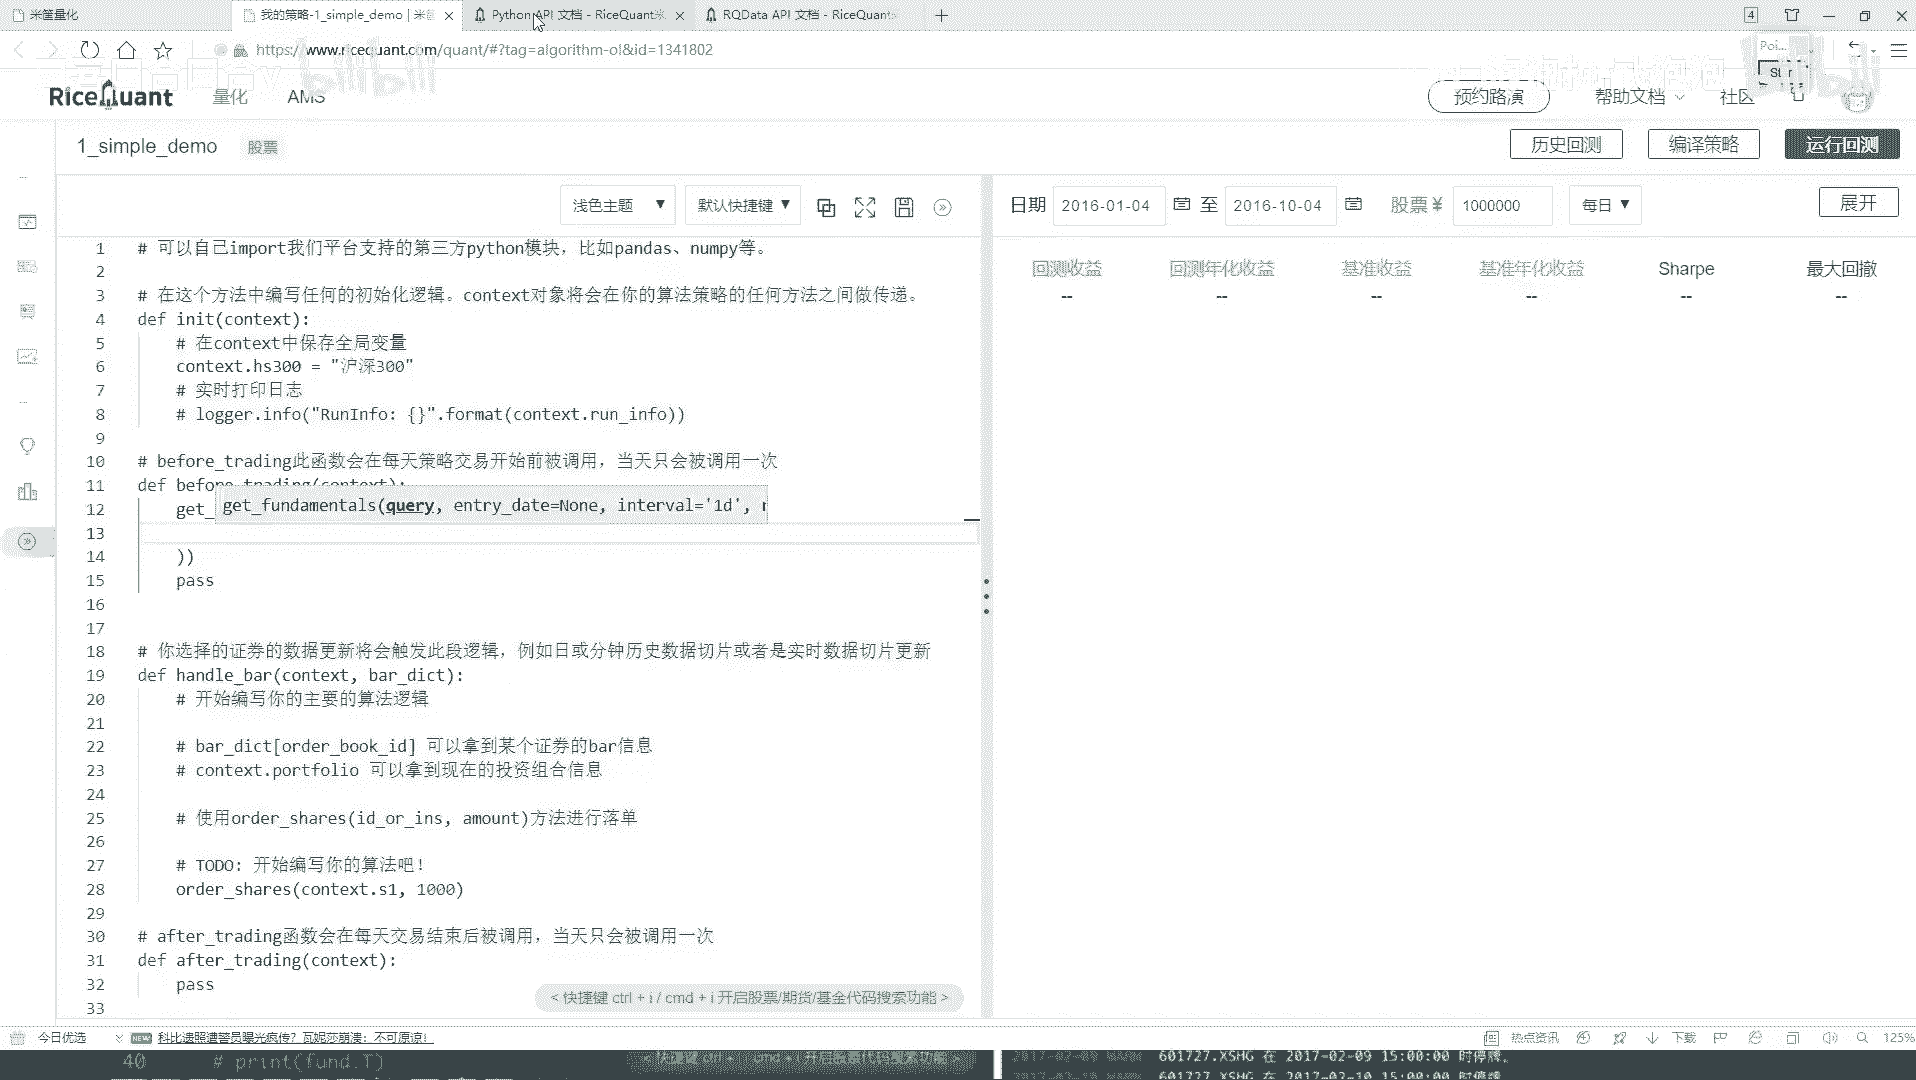 米筐量化
我的策略-1_simple_demo | 米筐
Python API 文档 - RiceQuant米
RQData API 文档 - RiceQuant
4
https://www.ricequant.com/quant/#?tag=algorithm-ol&id=1341802
Poi...
bilibili
RiceQuant
量化
AMS
预约路演
帮助文档
社区
1_simple_demo
股票
历史回测
编译策略
运行回测
浅色主题 ▼
默认快捷键 ▼
日期 2016-01-04 至 2016-10-04 股票 ¥ 1000000 每日 ▼
展开
回测收益 回测年化收益 基准收益 基准年化收益 Sharpe 最大回撤
-- -- -- -- -- --
1 # 可以自己import我们平台支持的第三方python模块，比如pandas、numpy等。
2
3 # 在这个方法中编写任何的初始化逻辑。context对象将会在你的算法策略的任何方法之间做传递。
4 def init(context):
5 # 在context中保存全局变量
6 context.hs300 = "沪深300"
7 # 实时打印日志
8 # logger.info("RunInfo: {}".format(context.run_info))
9
10 # before_trading此函数会在每天策略交易开始前被调用，当天只会被调用一次
11 def before_trading(context):
get_fundamentals(query, entry_date=None, interval='1d', r
12 get_
13
14 ))
15 pass
16
17
18 # 你选择的证券的数据更新将会触发此段逻辑，例如日或分钟历史数据切片或者是实时数据切片更新
19 def handle_bar(context, bar_dict):
20 # 开始编写你的主要的算法逻辑
21
22 # bar_dict[order_book_id] 可以拿到某个证券的bar信息
23 # context.portfolio 可以拿到现在的投资组合信息
24
25 # 使用order_shares(id_or_ins, amount)方法进行落单
26
27 # TODO: 开始编写你的算法吧！
28 order_shares(context.s1, 1000)
29
30 # after_trading函数会在每天交易结束后被调用，当天只会被调用一次
31 def after_trading(context):
32 pass
33
< 快捷键 ctrl + i / cmd + i 开启股票/期货/基金代码搜索功能 >
今日优选
NEW 科比遗照遭警员曝光疯传？瓦妮莎崩溃：不可原谅！
热点资讯
下载
125%
40 # print(fund.T)
601727.XSHG 在 2017-02-09 15:00:00 时停牌。
601727.XSHG 在 2017-02-10 15:00:00 时停牌。